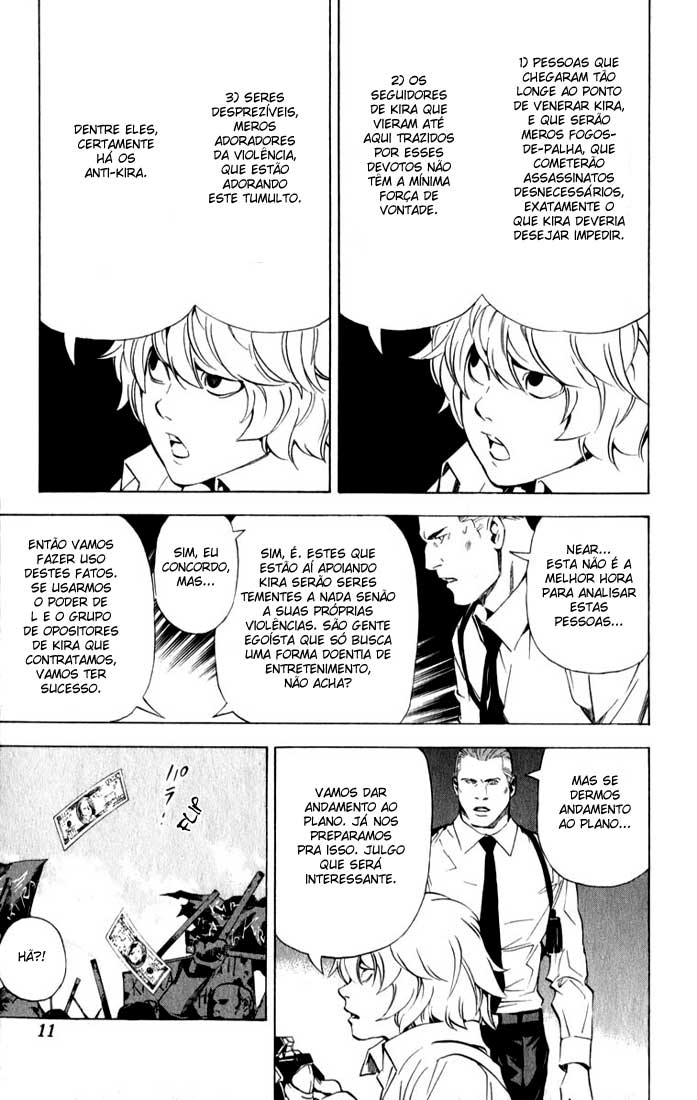 1) PESSOAS QUE
CHEGARAM TÃO
LONGE AO PONTO
DE VENERAR KIRA,
E QUE SERÃO
MEROS FOGOS-
DE-PALHA, QUE
COMETERÃO
ASSASSINATOS
DESNECESSÁRIOS,
EXATAMENTE O
QUE KIRA DEVERIA
DESEJAR IMPEDIR.
2) OS
SEGUIDORES
DE KIRA QUE
VIERAM ATÉ
AQUI TRAZIDOS
POR ESSES
DEVOTOS NÃO
TÊM A MÍNIMA
FORÇA DE
VONTADE.
3) SERES
DESPREZÍVEIS,
MEROS
ADORADORES
DA VIOLÊNCIA,
QUE ESTÃO
ADORANDO
ESTE TUMULTO.
DENTRE ELES,
CERTAMENTE
HÁ OS
ANTI-KIRA.
NEAR...
ESTA NÃO É A
MELHOR HORA
PARA ANALISAR
ESTAS
PESSOAS...
SIM, É. ESTES QUE
ESTÃO AÍ APOIANDO
KIRA SERÃO SERES
TEMENTES A NADA SENÃO
A SUAS PRÓPRIAS
VIOLÊNCIAS. SÃO GENTE
EGOÍSTA QUE SÓ BUSCA
UMA FORMA DOENTIA DE
ENTRETENIMENTO,
NÃO ACHA?
SIM, EU
CONCORDO,
MAS...
ENTÃO VAMOS
FAZER USO
DESTES FATOS.
SE USARMOS
O PODER DE
L E O GRUPO
DE OPOSITORES
DE KIRA QUE
CONTRATAMOS,
VAMOS TER
SUCESSO.
MAS SE
DERMOS
ANDAMENTO
AO PLANO...
VAMOS DAR
ANDAMENTO AO
PLANO. JÁ NOS
PREPARAMOS
PRA ISSO. JULGO
QUE SERÁ
INTERESSANTE.
FLIP
HÃ?!
11